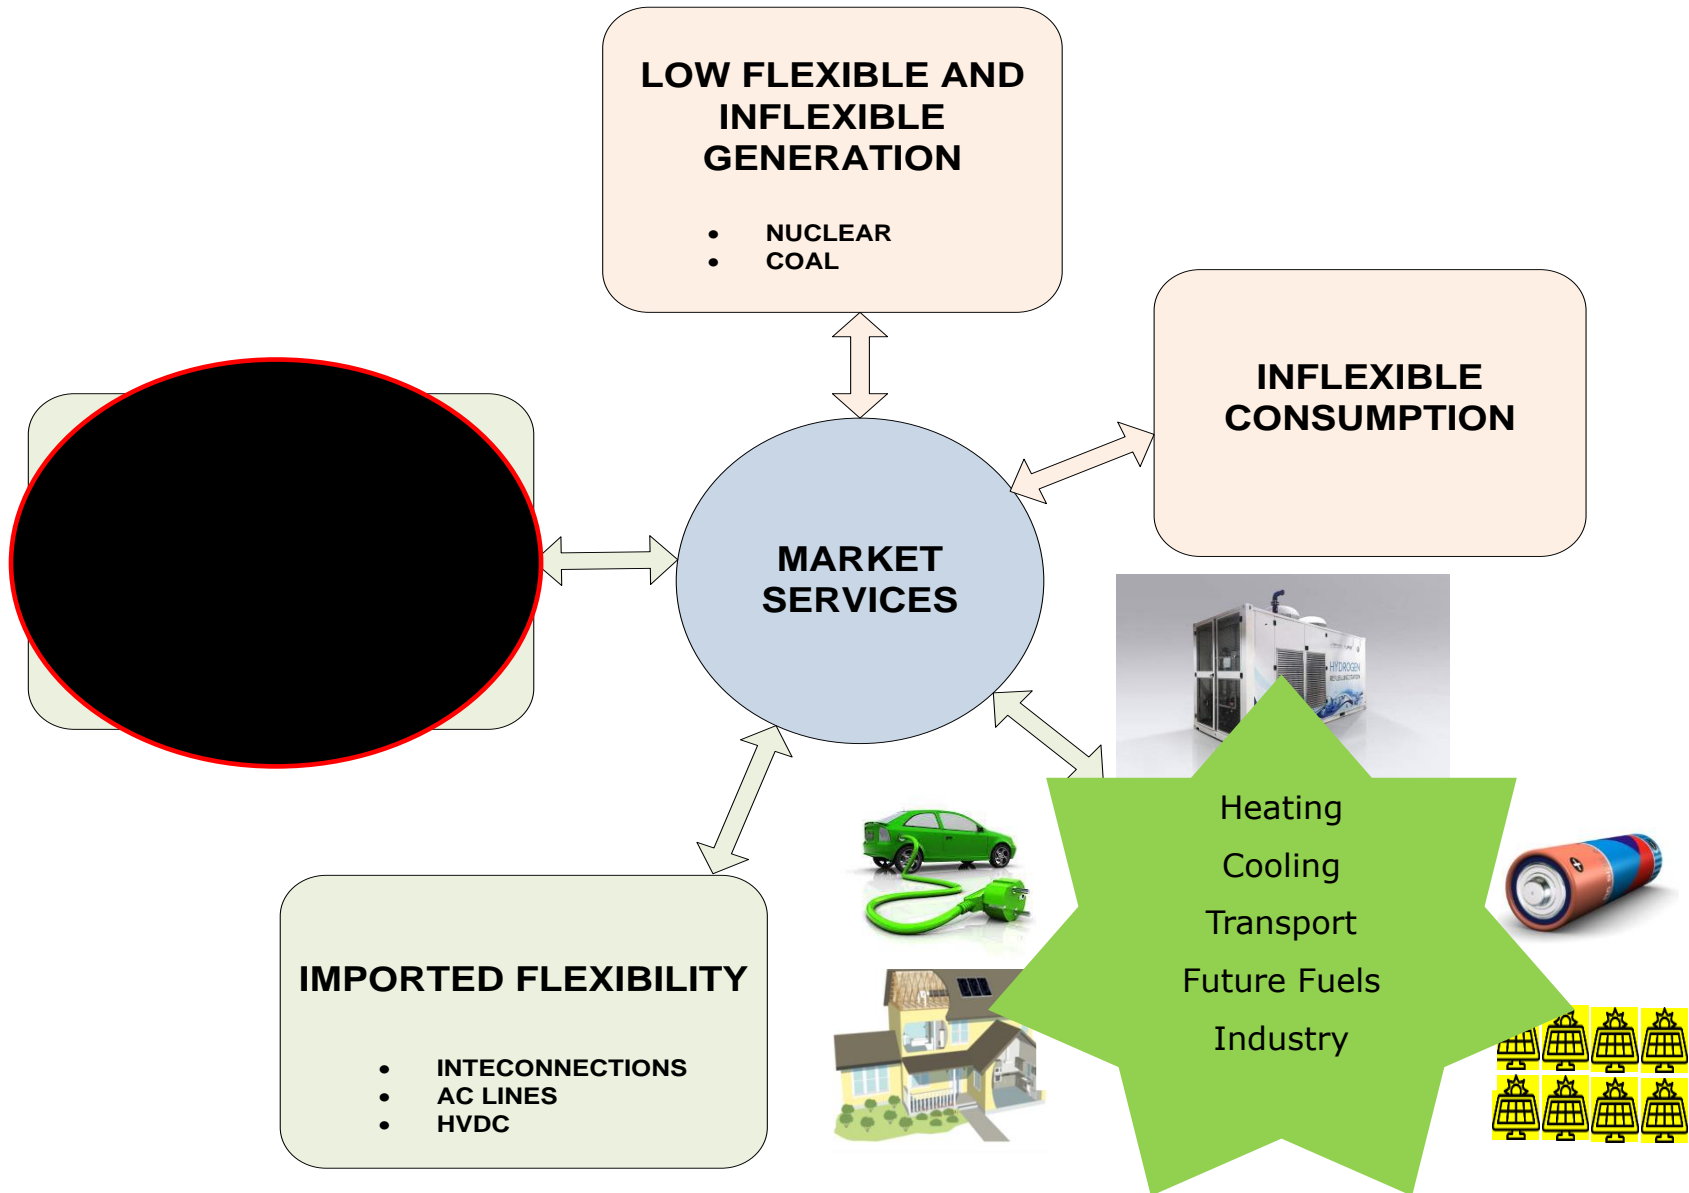 LOW FLEXIBLE AND
INFLEXIBLE
GENERATION
• NUCLEAR
• COAL
INFLEXIBLE
CONSUMPTION
MARKET
SERVICES
HYDROGEN
Heating
Cooling
Transport
Future Fuels
Industry
IMPORTED FLEXIBILITY
• INTECONNECTIONS
• AC LINES
• HVDC